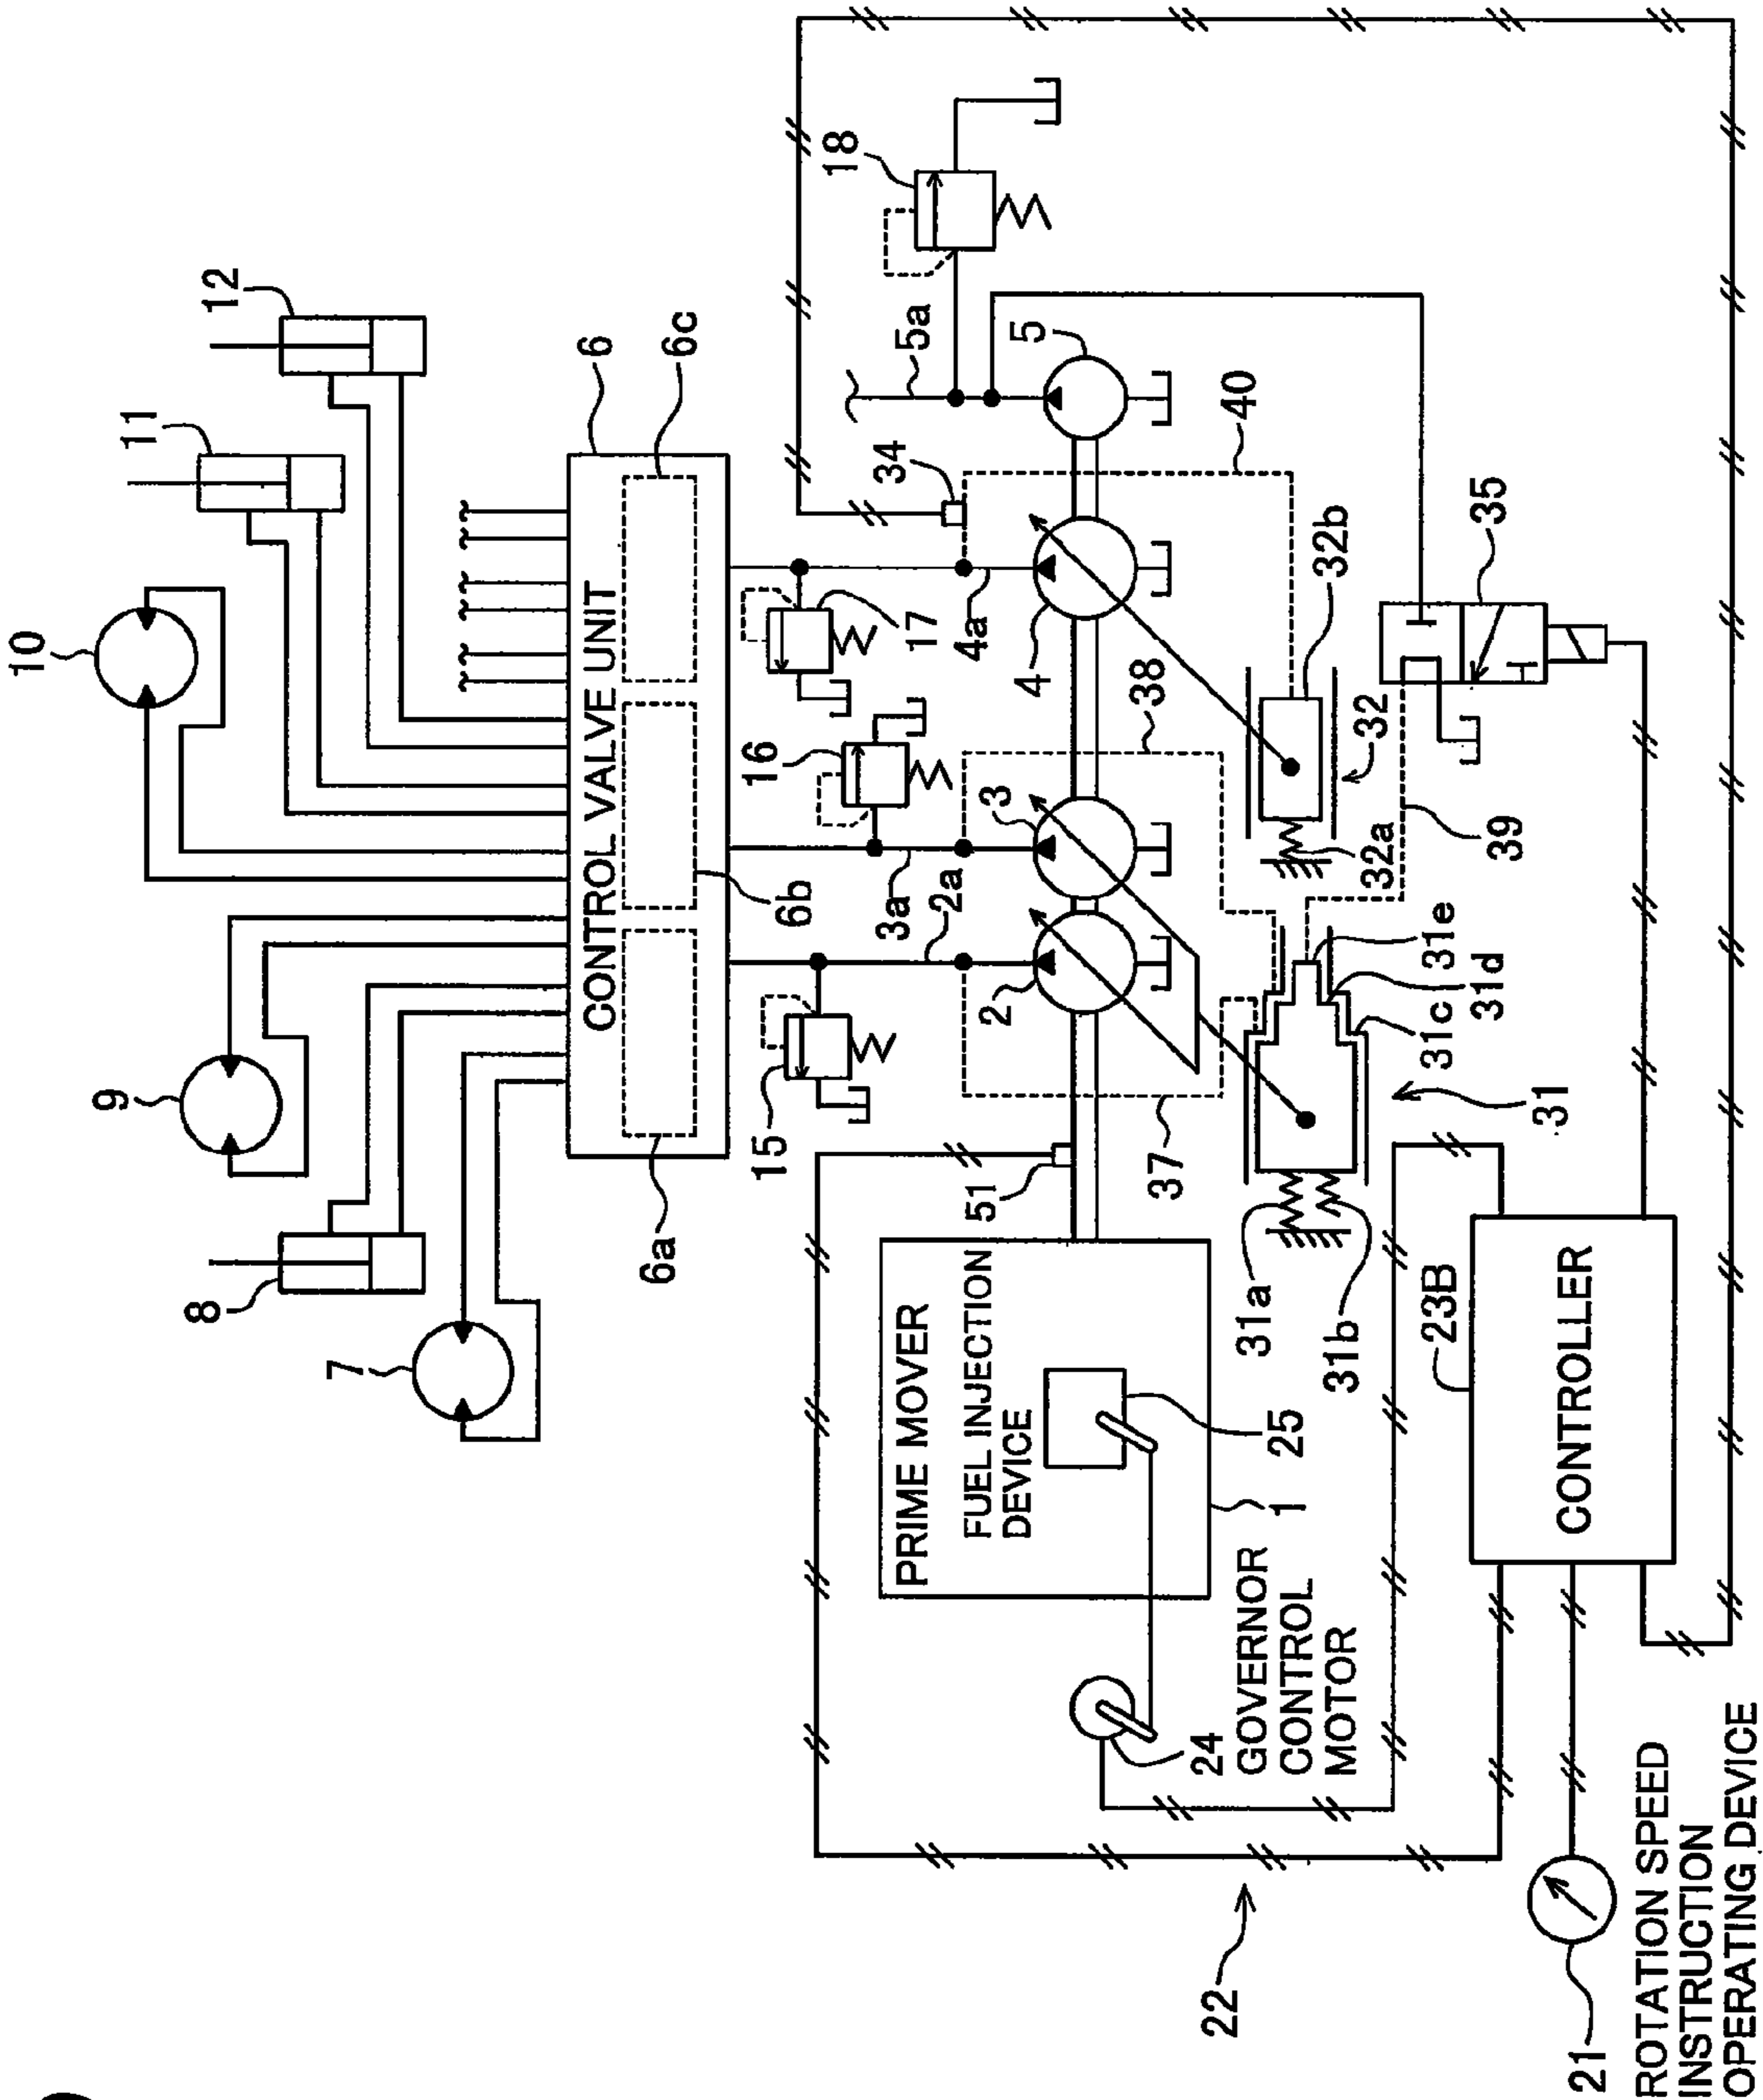 10
12
11
9
8
7
6
6c
CONTROL VALVE UNIT
6a
6b
18
15
16
17
5a
34
3a
2a
4a
5
51
2
3
4
40
37
38
PRIME MOVER
FUEL INJECTION
DEVICE
25
1
24
GOVERNOR
CONTROL
MOTOR
22
31a
31b
31c
31d
31e
31
32a
32
32b
39
35
23B
CONTROLLER
21
ROTATION SPEED
INSTRUCTION
OPERATING DEVICE